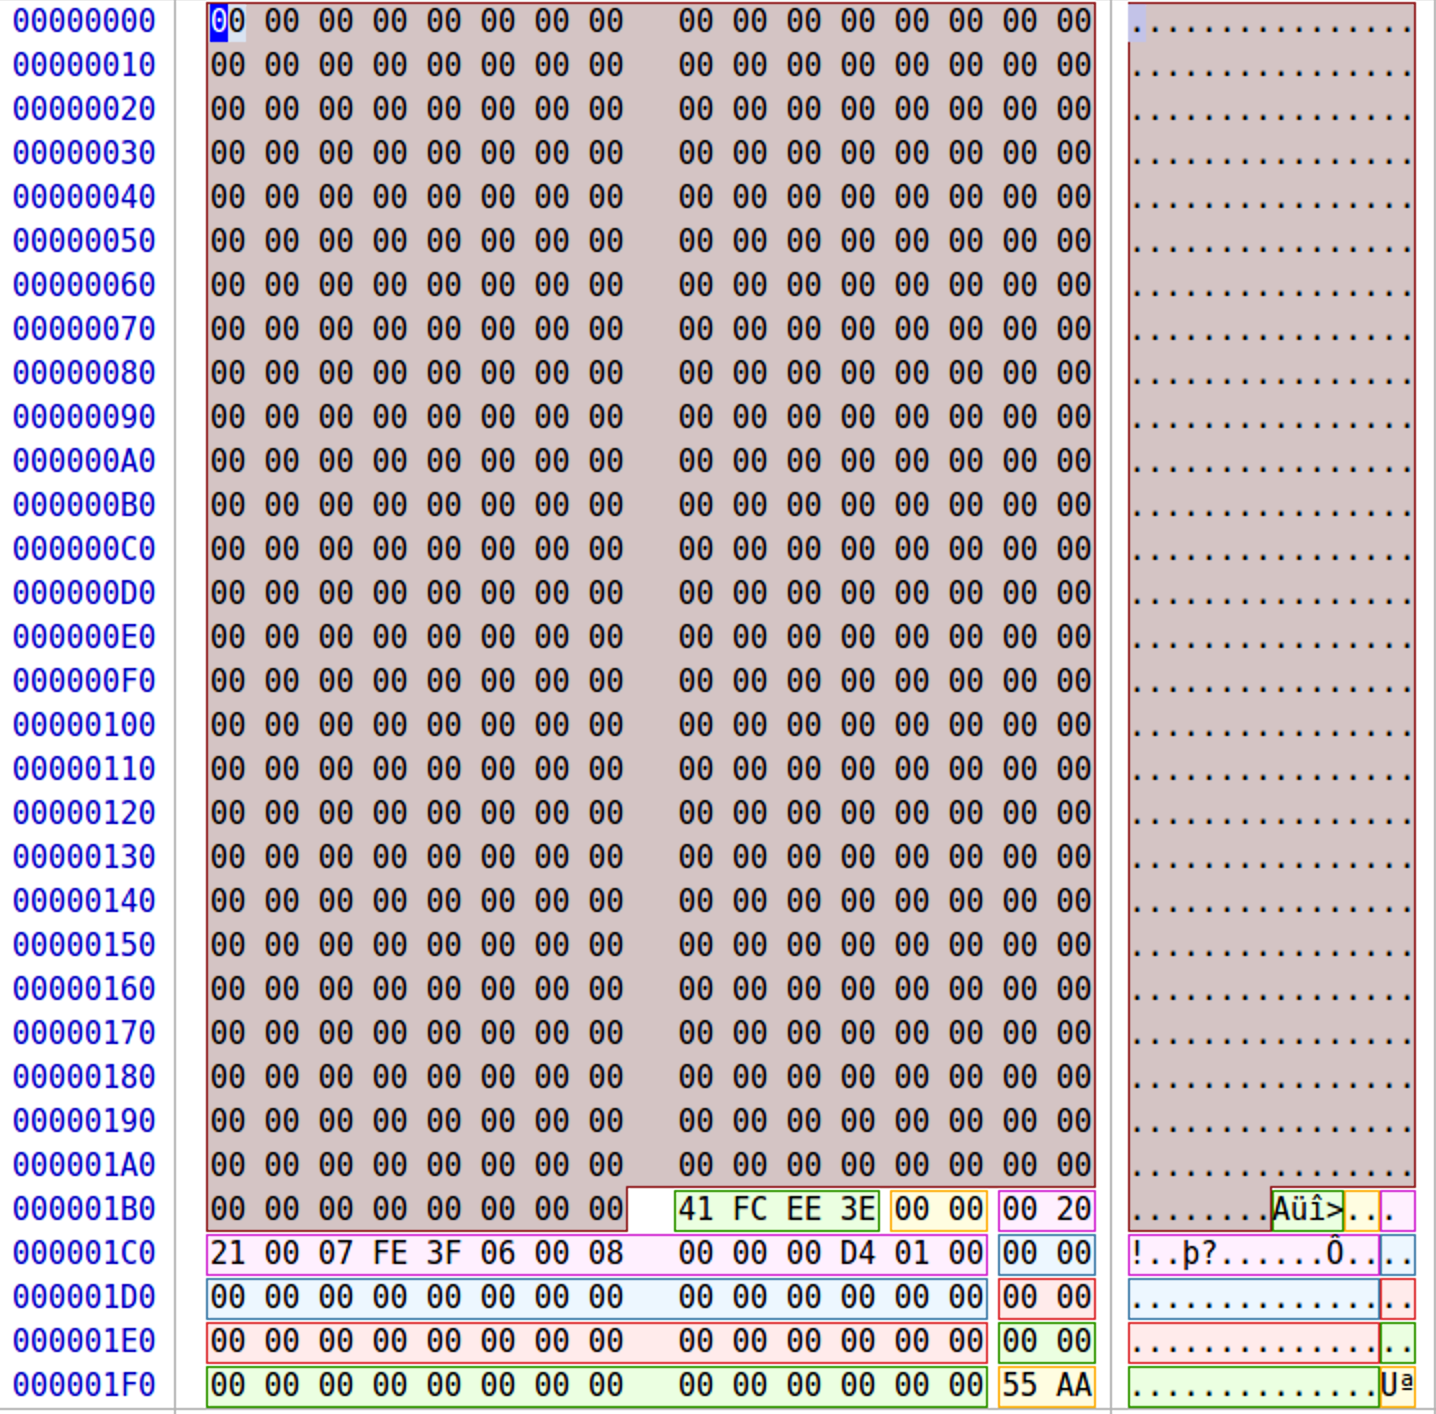 00000000 00 00 00 00 00 00 00 00 00 00 00 00 00 00 00 00 ................
00000010 00 00 00 00 00 00 00 00 00 00 00 00 00 00 00 00 ................
00000020 00 00 00 00 00 00 00 00 00 00 00 00 00 00 00 00 ................
00000030 00 00 00 00 00 00 00 00 00 00 00 00 00 00 00 00 ................
00000040 00 00 00 00 00 00 00 00 00 00 00 00 00 00 00 00 ................
00000050 00 00 00 00 00 00 00 00 00 00 00 00 00 00 00 00 ................
00000060 00 00 00 00 00 00 00 00 00 00 00 00 00 00 00 00 ................
00000070 00 00 00 00 00 00 00 00 00 00 00 00 00 00 00 00 ................
00000080 00 00 00 00 00 00 00 00 00 00 00 00 00 00 00 00 ................
00000090 00 00 00 00 00 00 00 00 00 00 00 00 00 00 00 00 ................
000000A0 00 00 00 00 00 00 00 00 00 00 00 00 00 00 00 00 ................
000000B0 00 00 00 00 00 00 00 00 00 00 00 00 00 00 00 00 ................
000000C0 00 00 00 00 00 00 00 00 00 00 00 00 00 00 00 00 ................
000000D0 00 00 00 00 00 00 00 00 00 00 00 00 00 00 00 00 ................
000000E0 00 00 00 00 00 00 00 00 00 00 00 00 00 00 00 00 ................
000000F0 00 00 00 00 00 00 00 00 00 00 00 00 00 00 00 00 ................
00000100 00 00 00 00 00 00 00 00 00 00 00 00 00 00 00 00 ................
00000110 00 00 00 00 00 00 00 00 00 00 00 00 00 00 00 00 ................
00000120 00 00 00 00 00 00 00 00 00 00 00 00 00 00 00 00 ................
00000130 00 00 00 00 00 00 00 00 00 00 00 00 00 00 00 00 ................
00000140 00 00 00 00 00 00 00 00 00 00 00 00 00 00 00 00 ................
00000150 00 00 00 00 00 00 00 00 00 00 00 00 00 00 00 00 ................
00000160 00 00 00 00 00 00 00 00 00 00 00 00 00 00 00 00 ................
00000170 00 00 00 00 00 00 00 00 00 00 00 00 00 00 00 00 ................
00000180 00 00 00 00 00 00 00 00 00 00 00 00 00 00 00 00 ................
00000190 00 00 00 00 00 00 00 00 00 00 00 00 00 00 00 00 ................
000001A0 00 00 00 00 00 00 00 00 00 00 00 00 00 00 00 00 ................
000001B0 00 00 00 00 00 00 00 00 41 FC EE 3E 00 00 00 20 ........Aüî>... 
000001C0 21 00 07 FE 3F 06 00 08 00 00 00 D4 01 00 00 00 !..þ?......Ô....
000001D0 00 00 00 00 00 00 00 00 00 00 00 00 00 00 00 00 ................
000001E0 00 00 00 00 00 00 00 00 00 00 00 00 00 00 00 00 ................
000001F0 00 00 00 00 00 00 00 00 00 00 00 00 00 00 55 AA ..............Uª